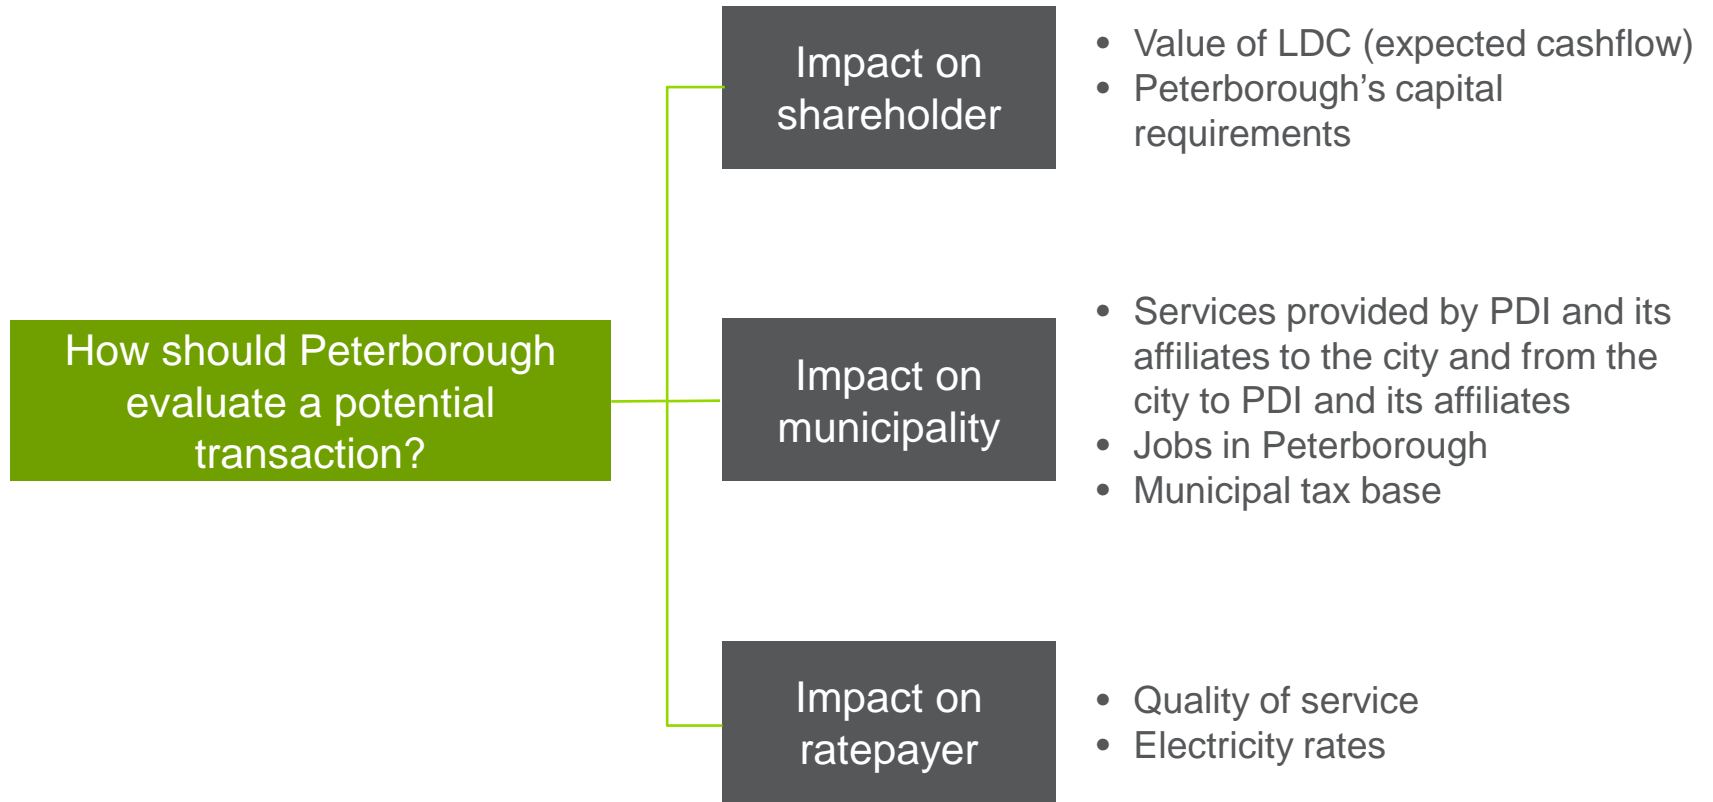 Impact on
shareholder
• Value of LDC (expected cashflow)
• Peterborough’s capital
requirements
How should Peterborough
evaluate a potential
transaction?
Impact on
municipality
• Services provided by PDI and its
affiliates to the city and from the
city to PDI and its affiliates
• Jobs in Peterborough
• Municipal tax base
Impact on
ratepayer
• Quality of service
• Electricity rates